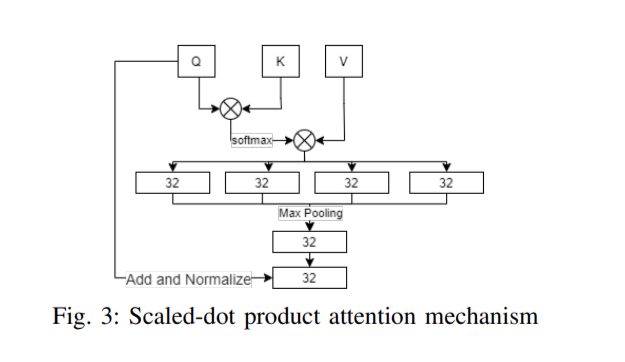 Q K V
softmax
32 32 32 32
Max Pooling
32
Add and Normalize 32
Fig. 3: Scaled-dot product attention mechanism